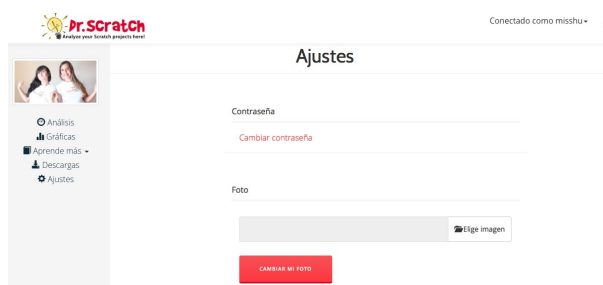 Dr.Scratch
Analyze your Scratch projects here!
Conectado como misshu
Análisis
Gráficas
Aprende más
Descargas
Ajustes
Ajustes
Contraseña
Cambiar contraseña
Foto
Elige imagen
CAMBIAR MI FOTO